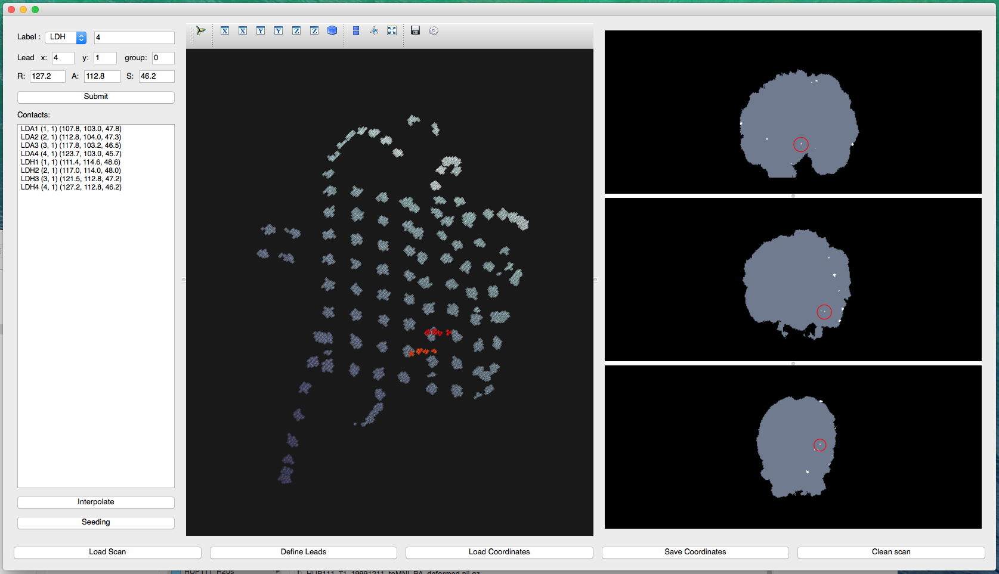 Label : LDH 4
Lead x: 4 y: 1 group: 0
R: 127.2 A: 112.8 S: 46.2
Submit
Contacts:
LDA1 (1, 1) (107.8, 103.0, 47.8)
LDA2 (2, 1) (112.8, 104.0, 47.3)
LDA3 (3, 1) (117.8, 103.2, 46.5)
LDA4 (4, 1) (123.7, 103.0, 45.7)
LDH1 (1, 1) (111.4, 114.6, 48.6)
LDH2 (2, 1) (117.0, 114.0, 48.0)
LDH3 (3, 1) (121.5, 112.8, 47.2)
LDH4 (4, 1) (127.2, 112.8, 46.2)
Interpolate
Seeding
X X Y Y Z Z
Load Scan
Define Leads
Load Coordinates
Save Coordinates
Clean scan